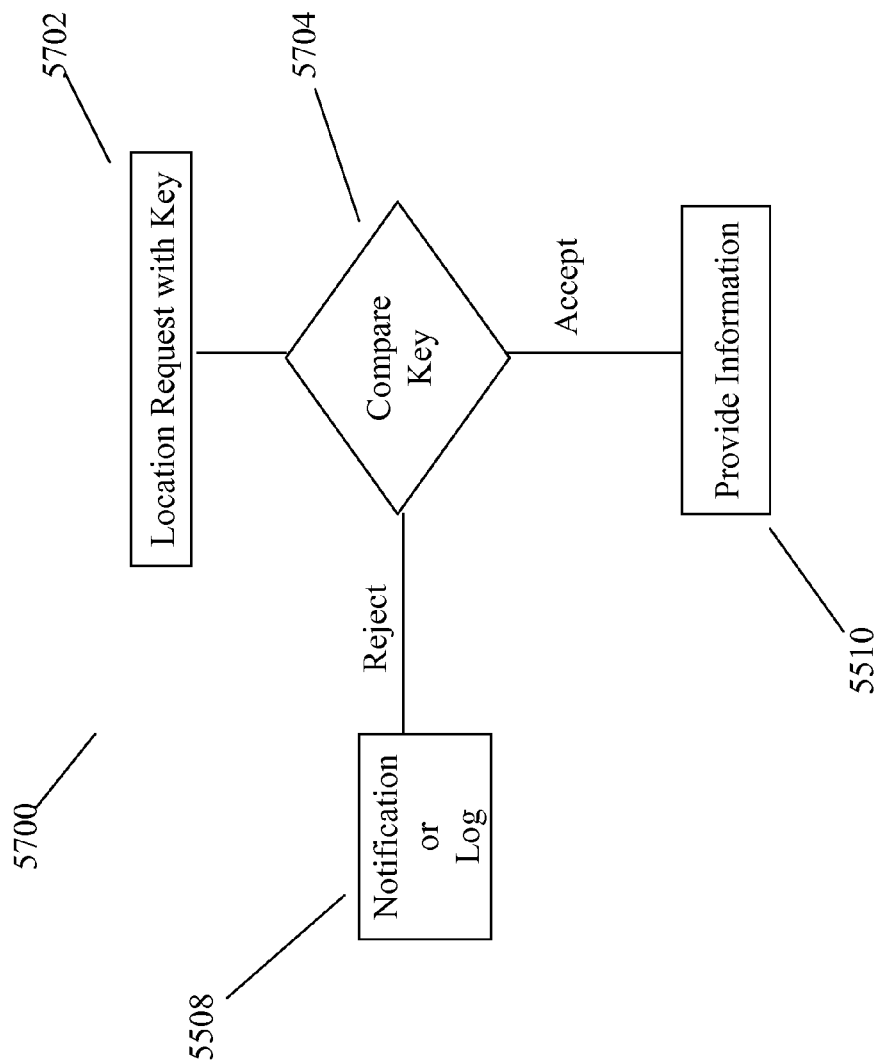 5700
5702
Location Request with Key
5704
Compare
Key
Reject
Accept
5508
Notification
or
Log
Provide Information
5510